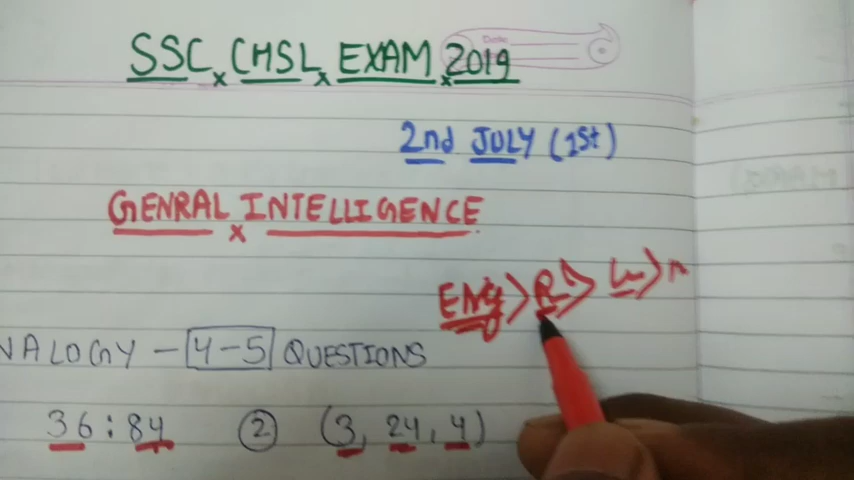 Date
SSC CHSL EXAM 2019
2nd JULY (1st)
GENRAL INTELLIGENCE
ENG > R >
NALOGY - 4-5 QUESTIONS
36 : 84 2 (3, 24, 4)